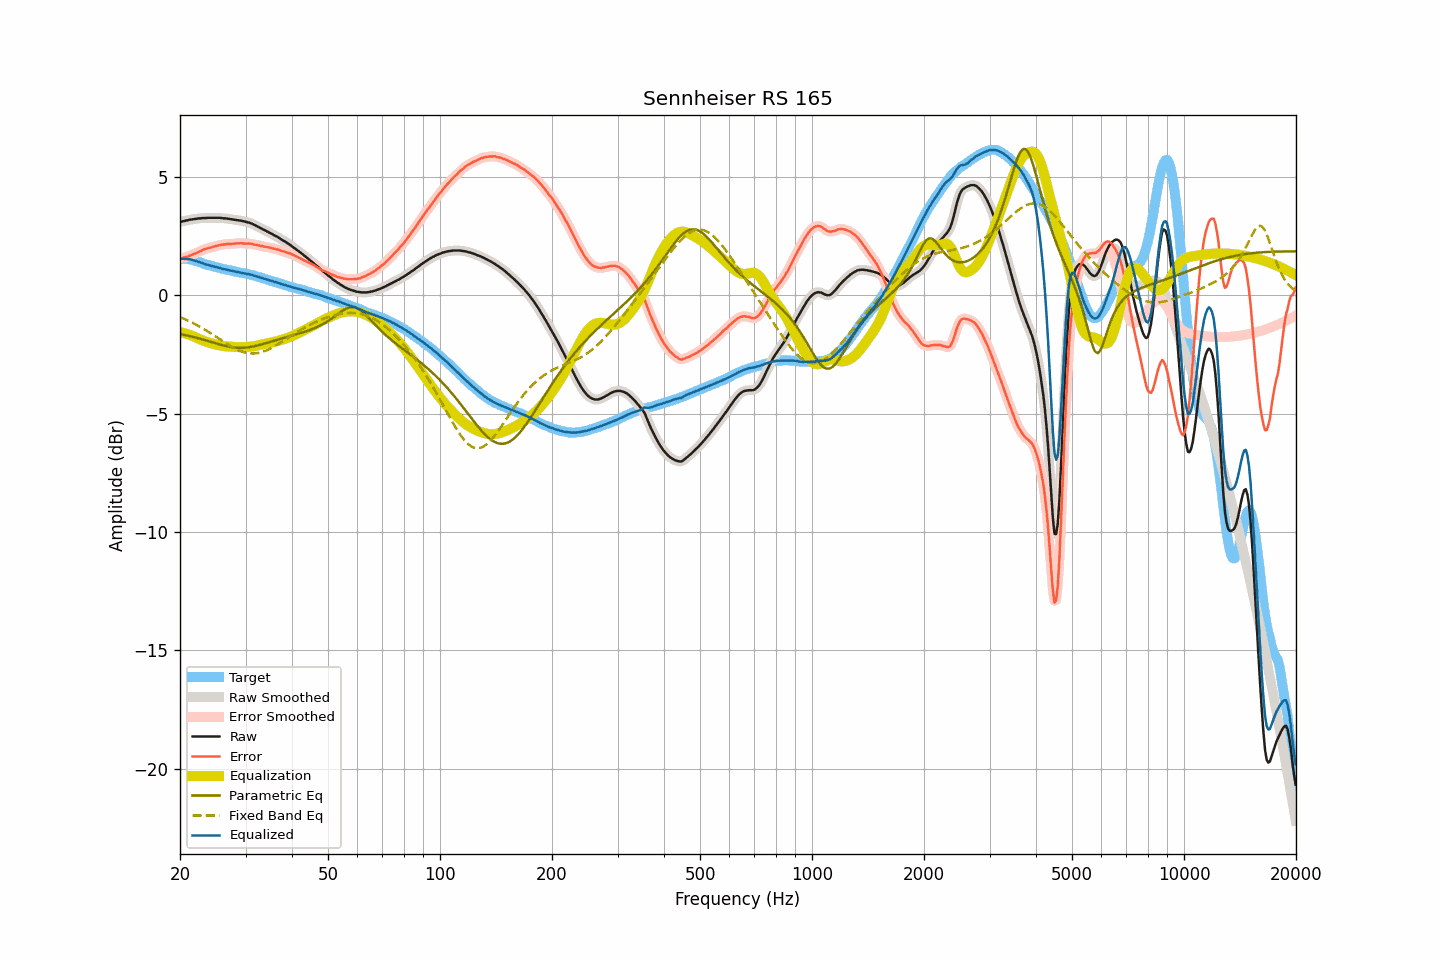 Sennheiser RS 165
5
0
−5
−10
−15
−20
Amplitude (dBr)
Target
Raw Smoothed
Error Smoothed
Raw
Error
Equalization
Parametric Eq
Fixed Band Eq
Equalized
20 50 100 200 500 1000 2000 5000 10000 20000
Frequency (Hz)